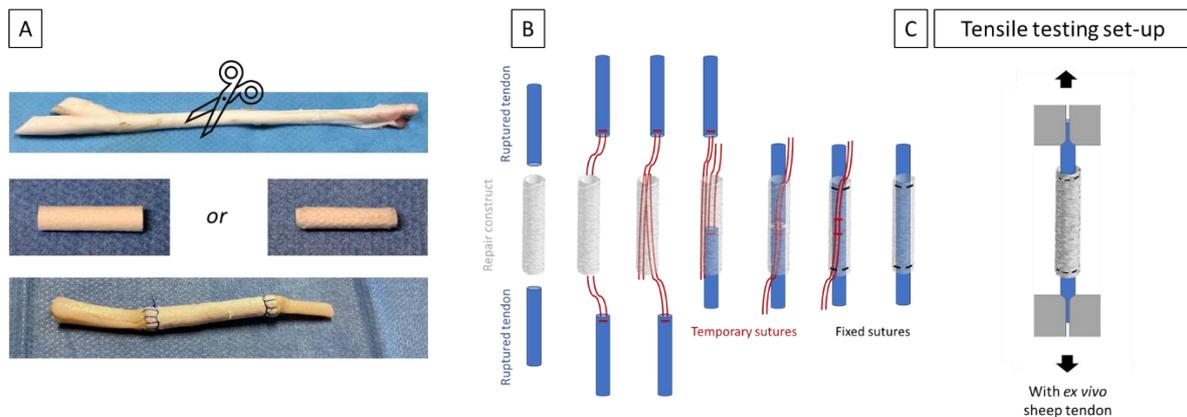 A
or
B
Ruptured tendon
Repair construct
Ruptured tendon
Temporary sutures
Fixed sutures
C
Tensile testing set-up
With ex vivo
sheep tendon